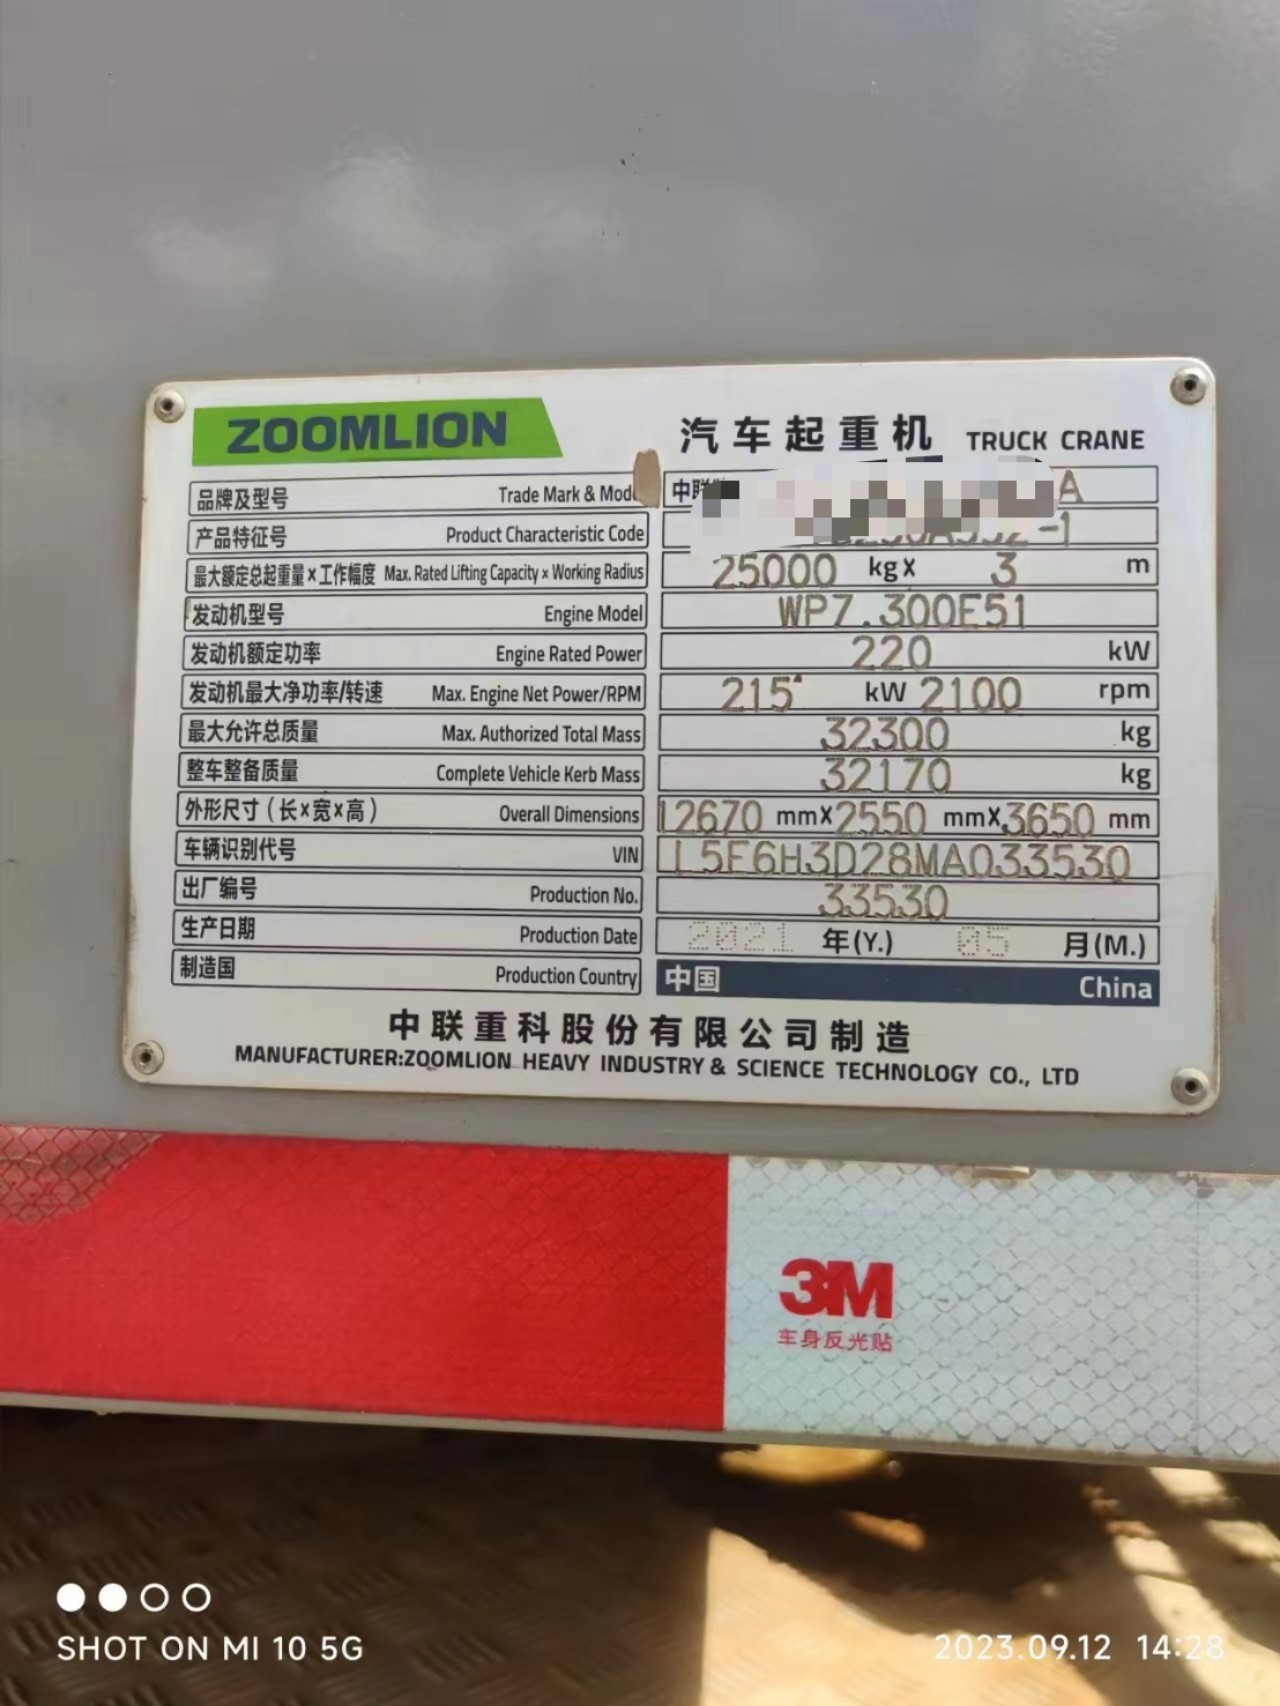 ZOOMLION
汽车起重机 TRUCK CRANE
品牌及型号 Trade Mark & 中联 A
产品特征号 Product Characteristic Code -1
最大额定总起重量×工作幅度 Max. Rated Lifting Capacity × Working Radius 25000 kg× 3 m
发动机型号 Engine Model WP7.300E51
发动机额定功率 Engine Rated Power 220 kW
发动机最大净功率/转速 Max. Engine Net Power/RPM 215 kW 2100 rpm
最大允许总质量 Max. Authorized Total Mass 32300 kg
整车整备质量 Complete Vehicle Kerb Mass 32170 kg
外形尺寸(长×宽×高) Overall Dimensions 12670 mm×2550 mm×3650 mm
车辆识别代号 VIN L5E6H3D28MA033530
出厂编号 Production No. 33530
生产日期 Production Date 2021 年(Y.) 05 月(M.)
制造国 Production Country 中国 China
中联重科股份有限公司制造
MANUFACTURER:ZOOMLION HEAVY INDUSTRY & SCIENCE TECHNOLOGY CO., LTD
3M
车身反光贴
SHOT ON MI 10 5G
2023.09.12 14:28